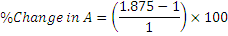 %Change in A = ((1.875 − 1)/1) × 100